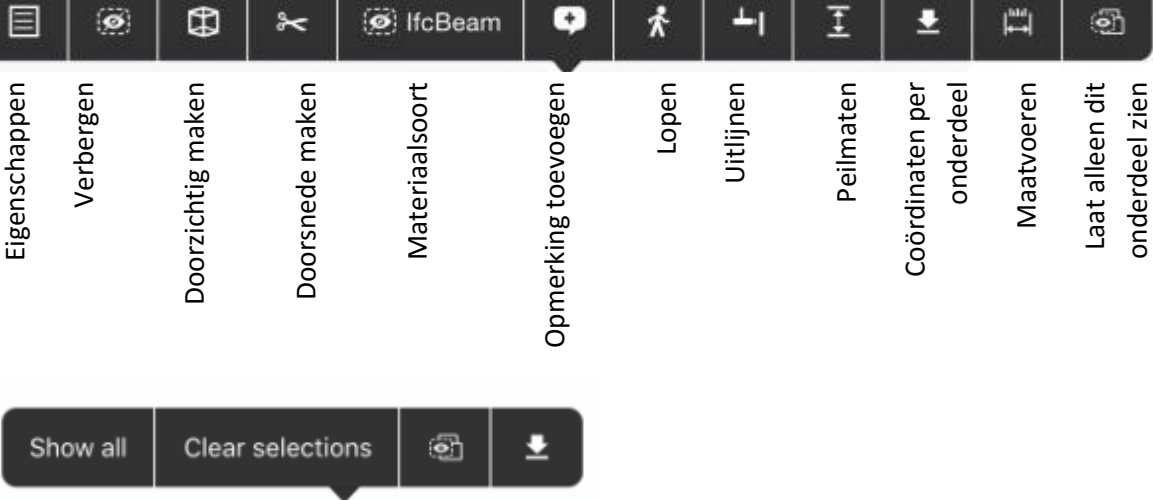 IfcBeam
Eigenschappen
Verbergen
Doorzichtig maken
Doorsnede maken
Materiaalsoort
Opmerking toevoegen
Lopen
Uitlijnen
Peilmaten
Coördinaten per
onderdeel
Maatvoeren
Laat alleen dit
onderdeel zien
Show all
Clear selections